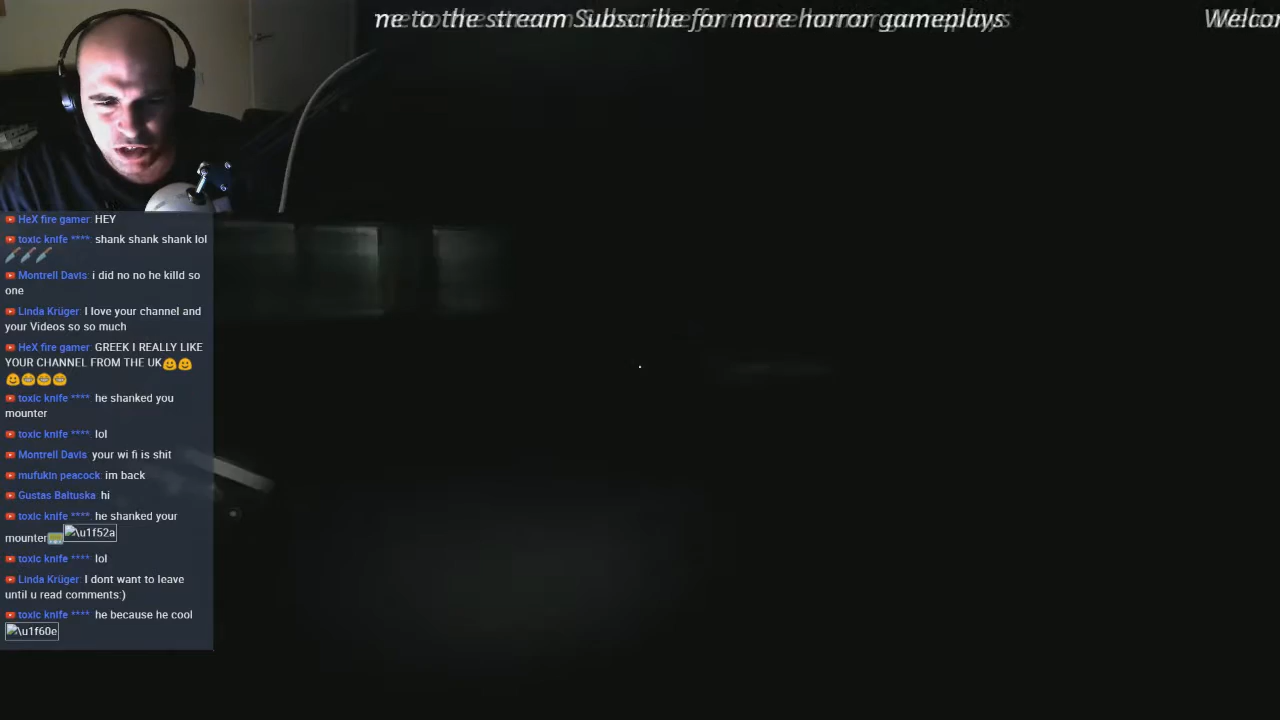 me to the stream Subscribe for more horror gameplays
Welco
HeX fire gamer: HEY
toxic knife ****: shank shank shank lol
Montrell Davis: i did no no he killd so
one
Linda Krüger: I love your channel and
your Videos so so much
HeX fire gamer: GREEK I REALLY LIKE
YOUR CHANNEL FROM THE UK
toxic knife ****: he shanked you
mounter
toxic knife ****: lol
Montrell Davis: your wi fi is shit
mufukin peacock: im back
Gustas Baltuska: hi
toxic knife ****: he shanked your
mounter \u1f52a
toxic knife ****: lol
Linda Krüger: I dont want to leave
until u read comments:)
toxic knife ****: he because he cool
\u1f60e